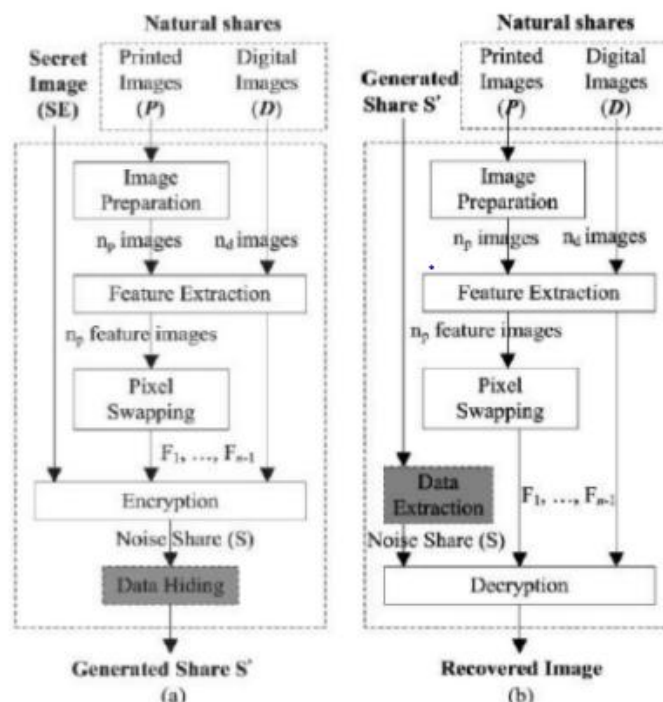 Natural shares
Secret
Image
(SE)
Printed
Images
(P)
Digital
Images
(D)
Image
Preparation
np images
nd images
Feature Extraction
np feature images
Pixel
Swapping
F1, ..., Fn-1
Encryption
Noise Share (S)
Data Hiding
Generated Share S'
(a)
Natural shares
Generated
Share S'
Printed
Images
(P)
Digital
Images
(D)
Image
Preparation
np images
nd images
Feature Extraction
np feature images
Pixel
Swapping
Data
Extraction
F1, ..., Fn-1
Noise Share (S)
Decryption
Recovered Image
(b)